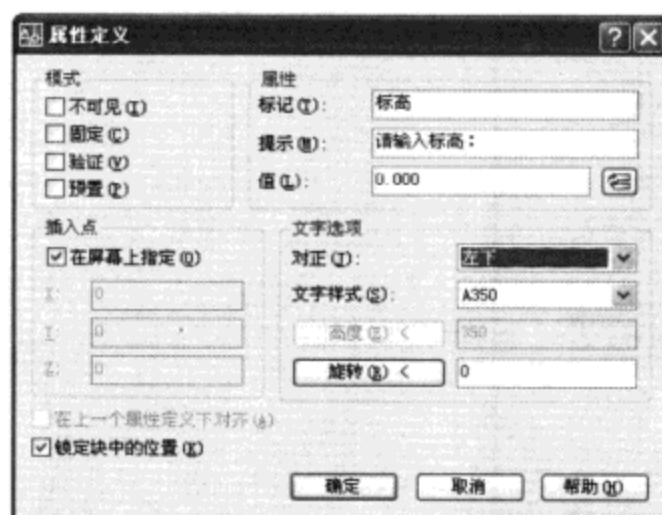 属性定义
模式
不可见(I)
固定(C)
验证(V)
预置(P)
属性
标记(T): 标高
提示(M): 请输入标高:
值(L): 0.000
插入点
在屏幕上指定(O)
X: 0
Y: 0
Z: 0
文字选项
对正(J): 左下
文字样式(S): A350
高度(E) < 350
旋转(R) < 0
在上一个属性定义下对齐(A)
锁定块中的位置(K)
确定
取消
帮助(H)